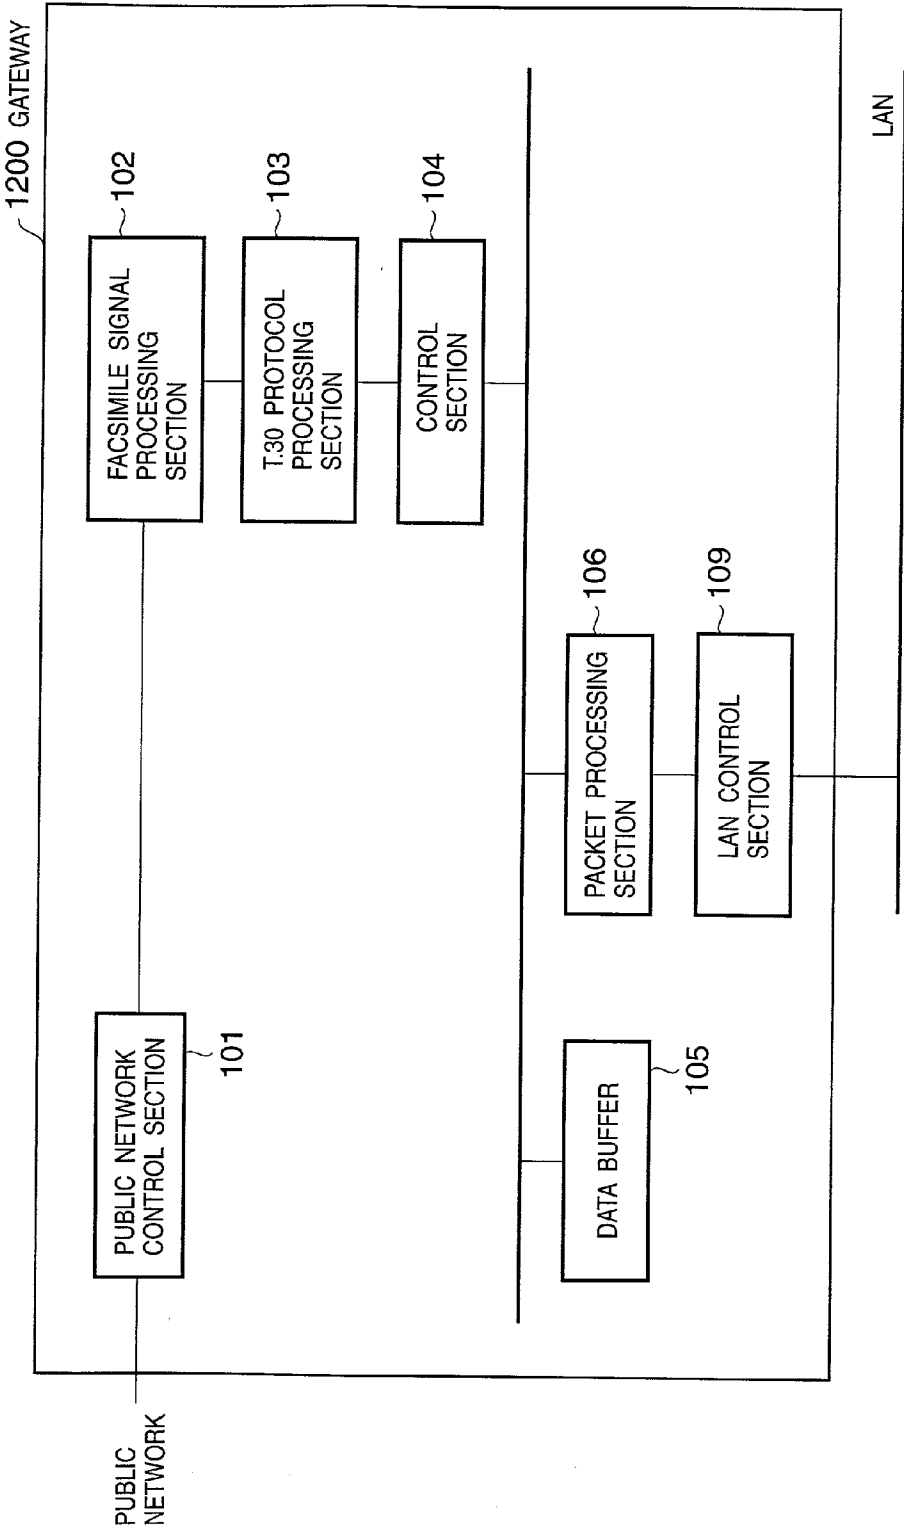 1200 GATEWAY
PUBLIC
NETWORK
PUBLIC NETWORK
CONTROL SECTION
101
FACSIMILE SIGNAL
PROCESSING
SECTION
102
T.30 PROTOCOL
PROCESSING
SECTION
103
CONTROL
SECTION
104
DATA BUFFER
105
PACKET PROCESSING
SECTION
106
LAN CONTROL
SECTION
109
LAN